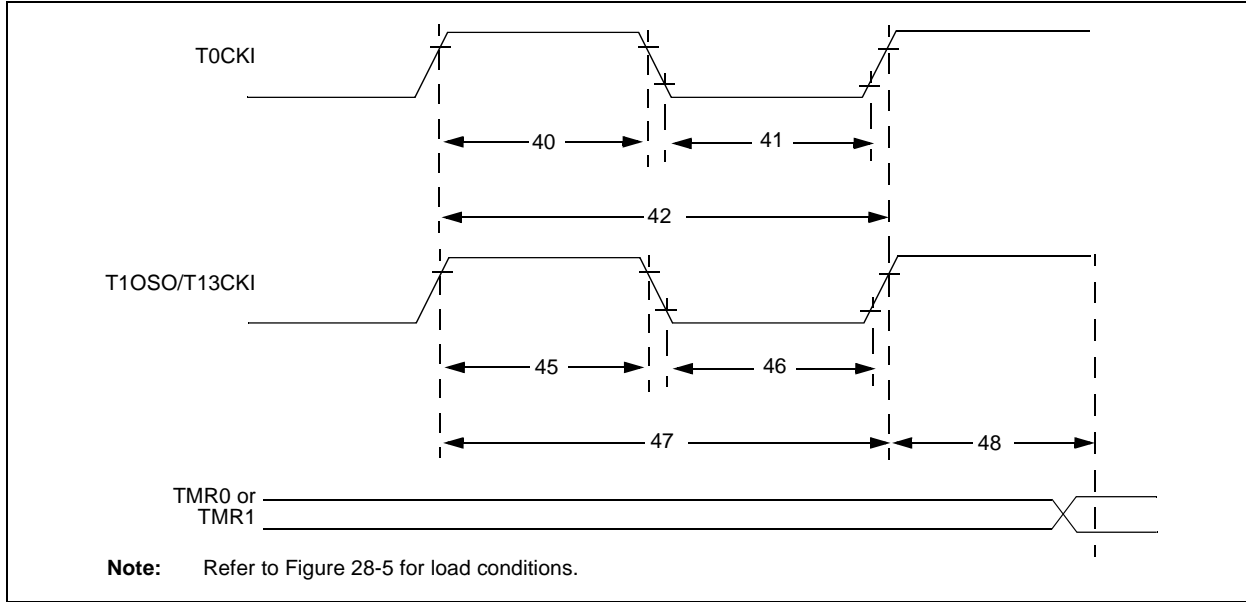 T0CKI
40
41
42
T1OSO/T13CKI
45
46
47
48
TMR0 or
TMR1
Note: Refer to Figure 28-5 for load conditions.